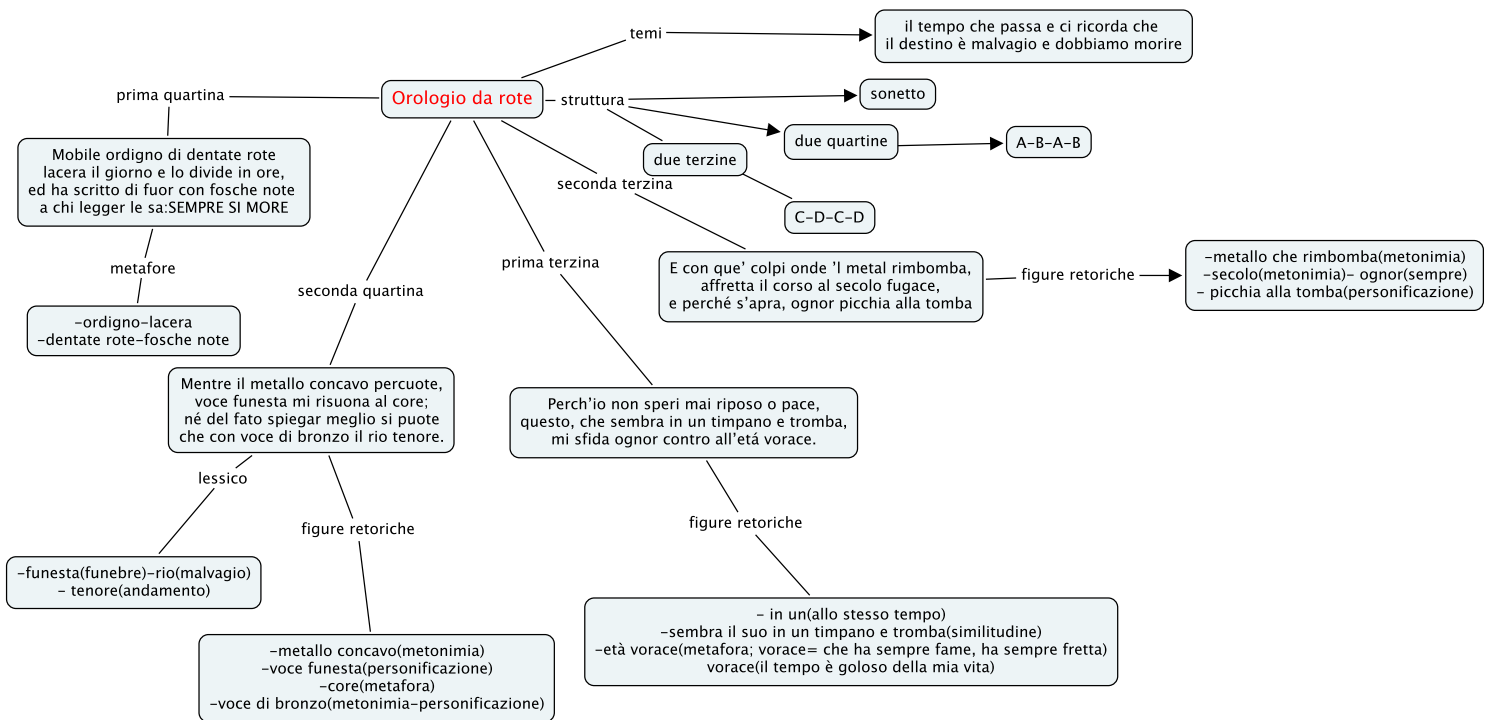 temi
il tempo che passa e ci ricorda che
il destino è malvagio e dobbiamo morire
Orologio da rote
struttura
sonetto
due quartine
A-B-A-B
due terzine
C-D-C-D
prima quartina
Mobile ordigno di dentate rote
lacera il giorno e lo divide in ore,
ed ha scritto di fuor con fosche note
a chi legger le sa:SEMPRE SI MORE
metafore
-ordigno-lacera
-dentate rote-fosche note
seconda quartina
Mentre il metallo concavo percuote,
voce funesta mi risuona al core;
né del fato spiegar meglio si puote
che con voce di bronzo il rio tenore.
lessico
-funesta(funebre)-rio(malvagio)
- tenore(andamento)
figure retoriche
-metallo concavo(metonimia)
-voce funesta(personificazione)
-core(metafora)
-voce di bronzo(metonimia-personificazione)
prima terzina
Perch'io non speri mai riposo o pace,
questo, che sembra in un timpano e tromba,
mi sfida ognor contro all'etá vorace.
figure retoriche
- in un(allo stesso tempo)
-sembra il suo in un timpano e tromba(similitudine)
-età vorace(metafora; vorace= che ha sempre fame, ha sempre fretta)
vorace(il tempo è goloso della mia vita)
seconda terzina
E con que' colpi onde 'l metal rimbomba,
affretta il corso al secolo fugace,
e perché s'apra, ognor picchia alla tomba
figure retoriche
-metallo che rimbomba(metonimia)
-secolo(metonimia)- ognor(sempre)
- picchia alla tomba(personificazione)